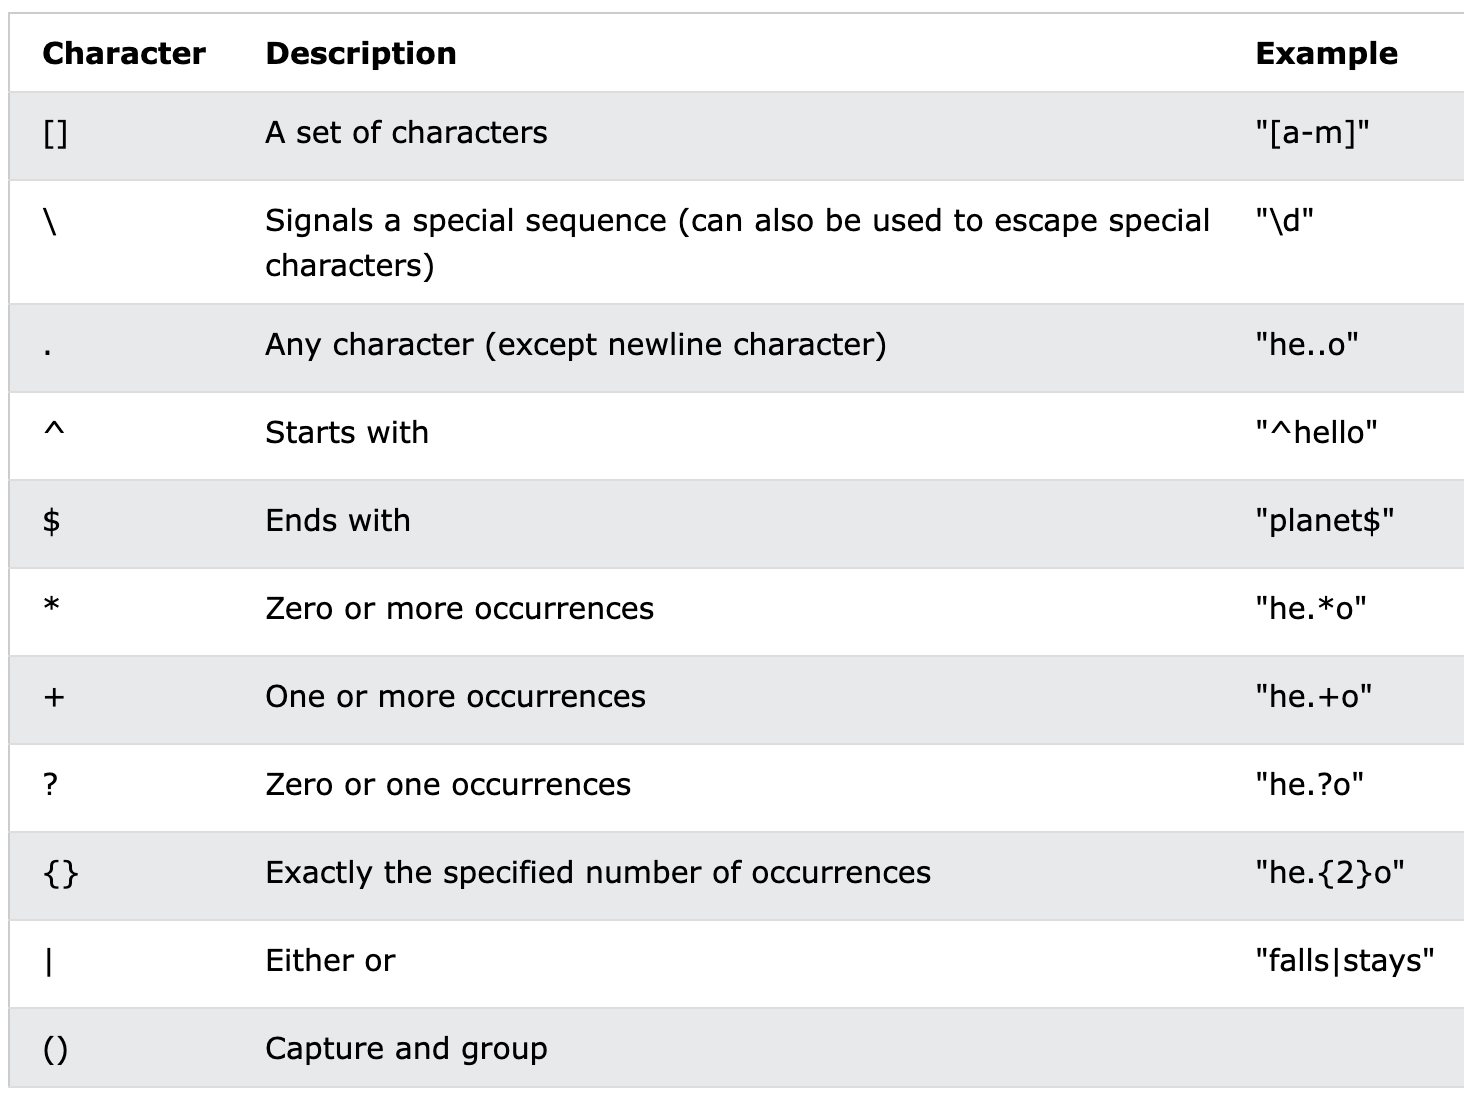 Character Description Example
[] A set of characters "[a-m]"
\ Signals a special sequence (can also be used to escape special "\d"
characters)
. Any character (except newline character) "he..o"
^ Starts with "^hello"
$ Ends with "planet$"
* Zero or more occurrences "he.*o"
+ One or more occurrences "he.+o"
? Zero or one occurrences "he.?o"
{} Exactly the specified number of occurrences "he.{2}o"
| Either or "falls|stays"
() Capture and group